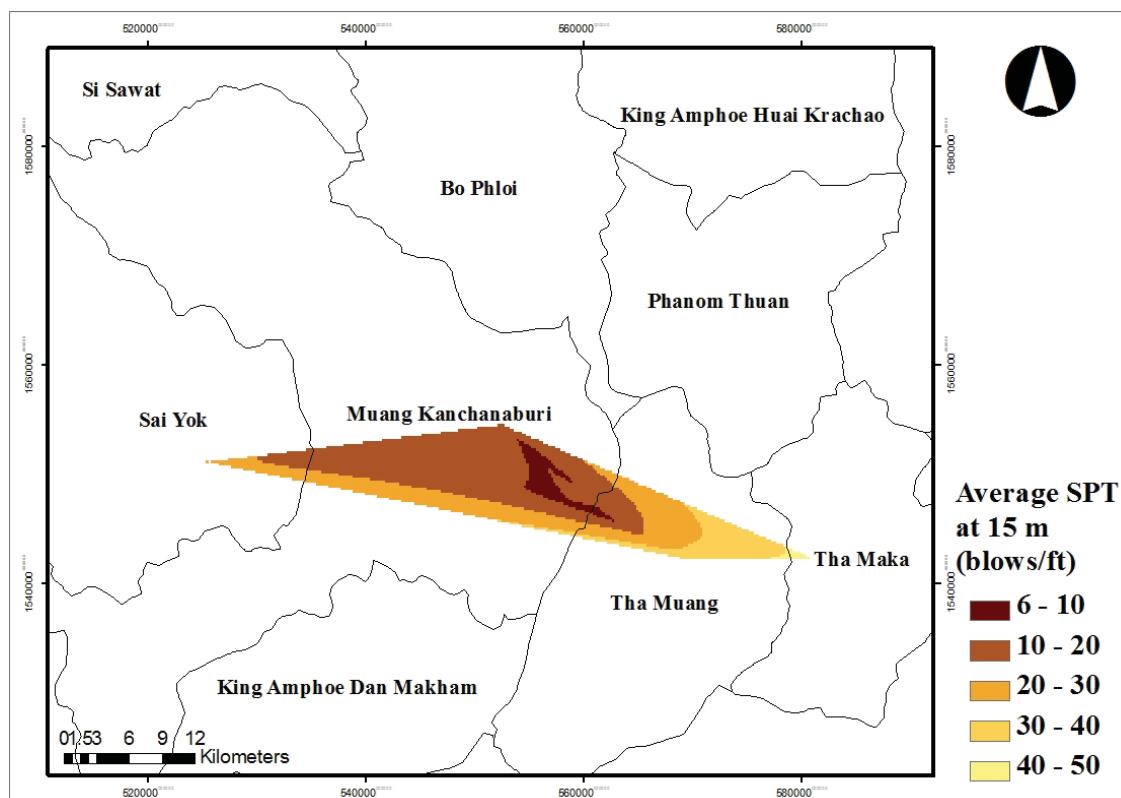 520000 540000 560000 580000
Si Sawat
King Amphoe Huai Krachao
1580000 1580000
Bo Phloi
Phanom Thuan
1560000 1560000
Muang Kanchanaburi
Sai Yok
Average SPT
at 15 m
(blows/ft)
Tha Maka
1540000 1540000
Tha Muang
6 - 10
10 - 20
20 - 30
30 - 40
40 - 50
King Amphoe Dan Makham
01.53 6 9 12
Kilometers
520000 540000 560000 580000